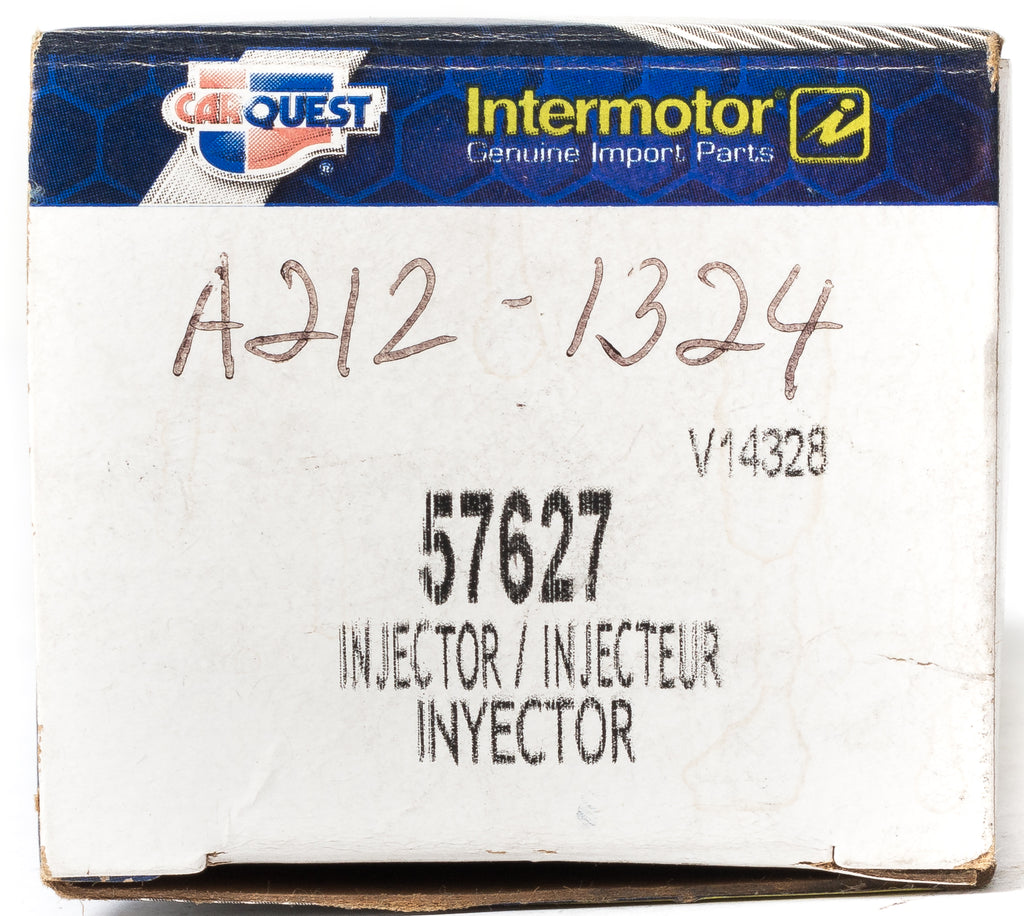 CARQUEST ®
Intermotor®
Genuine Import Parts
A212 - 1324
V14328
57627
INJECTOR / INJECTEUR
INYECTOR